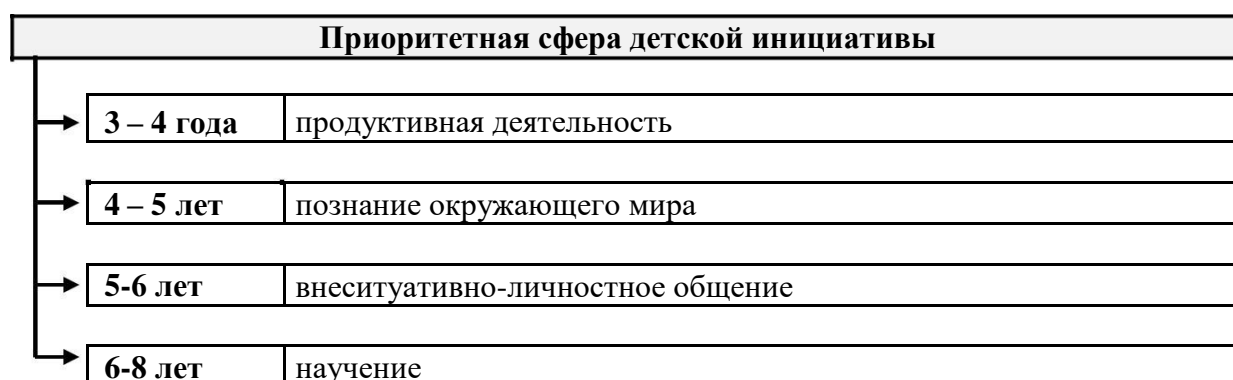 Приоритетная сфера детской инициативы
3 – 4 года продуктивная деятельность
4 – 5 лет познание окружающего мира
5-6 лет внеситуативно-личностное общение
6-8 лет научение